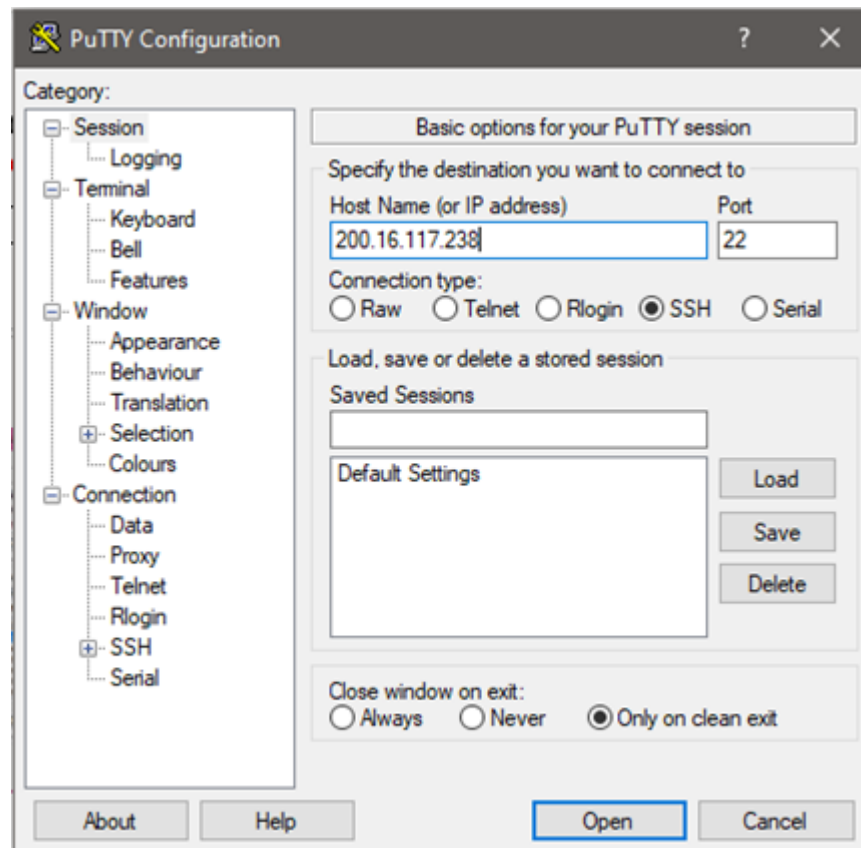 PuTTY Configuration
?
Category:
Session
Logging
Terminal
Keyboard
Bell
Features
Window
Appearance
Behaviour
Translation
Selection
Colours
Connection
Data
Proxy
Telnet
Rlogin
SSH
Serial
Basic options for your PuTTY session
Specify the destination you want to connect to
Host Name (or IP address) Port
200.16.117.238 22
Connection type:
Raw Telnet Rlogin SSH Serial
Load, save or delete a stored session
Saved Sessions
Default Settings
Load
Save
Delete
Close window on exit:
Always Never Only on clean exit
About Help Open Cancel